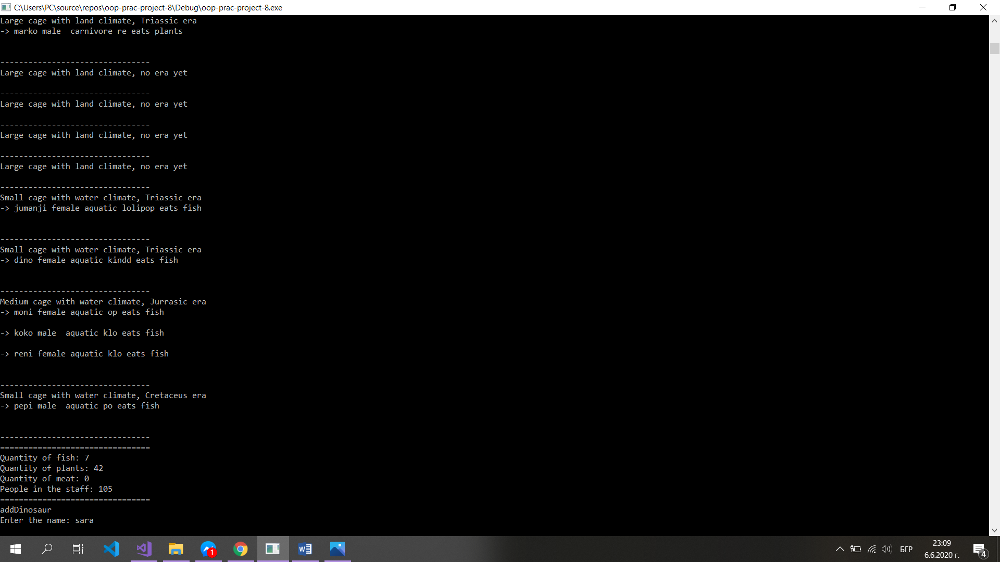 C:\Users\PC\source\repos\oop-prac-project-8\Debug\oop-prac-project-8.exe
Large cage with land climate, Triassic era
-> marko male  carnivore re eats plants
--------------------------------
Large cage with land climate, no era yet
--------------------------------
Large cage with land climate, no era yet
--------------------------------
Large cage with land climate, no era yet
--------------------------------
Large cage with land climate, no era yet
--------------------------------
Small cage with water climate, Triassic era
-> jumanji female aquatic lolipop eats fish
--------------------------------
Small cage with water climate, Triassic era
-> dino female aquatic kindd eats fish
--------------------------------
Medium cage with water climate, Jurrasic era
-> moni female aquatic op eats fish
-> koko male  aquatic klo eats fish
-> reni female aquatic klo eats fish
--------------------------------
Small cage with water climate, Cretaceus era
-> pepi male  aquatic po eats fish
--------------------------------
================================
Quantity of fish: 7
Quantity of plants: 42
Quantity of meat: 0
People in the staff: 105
================================
addDinosaur
Enter the name: sara
1
W
БГР
23:09
6.6.2020 г.
4